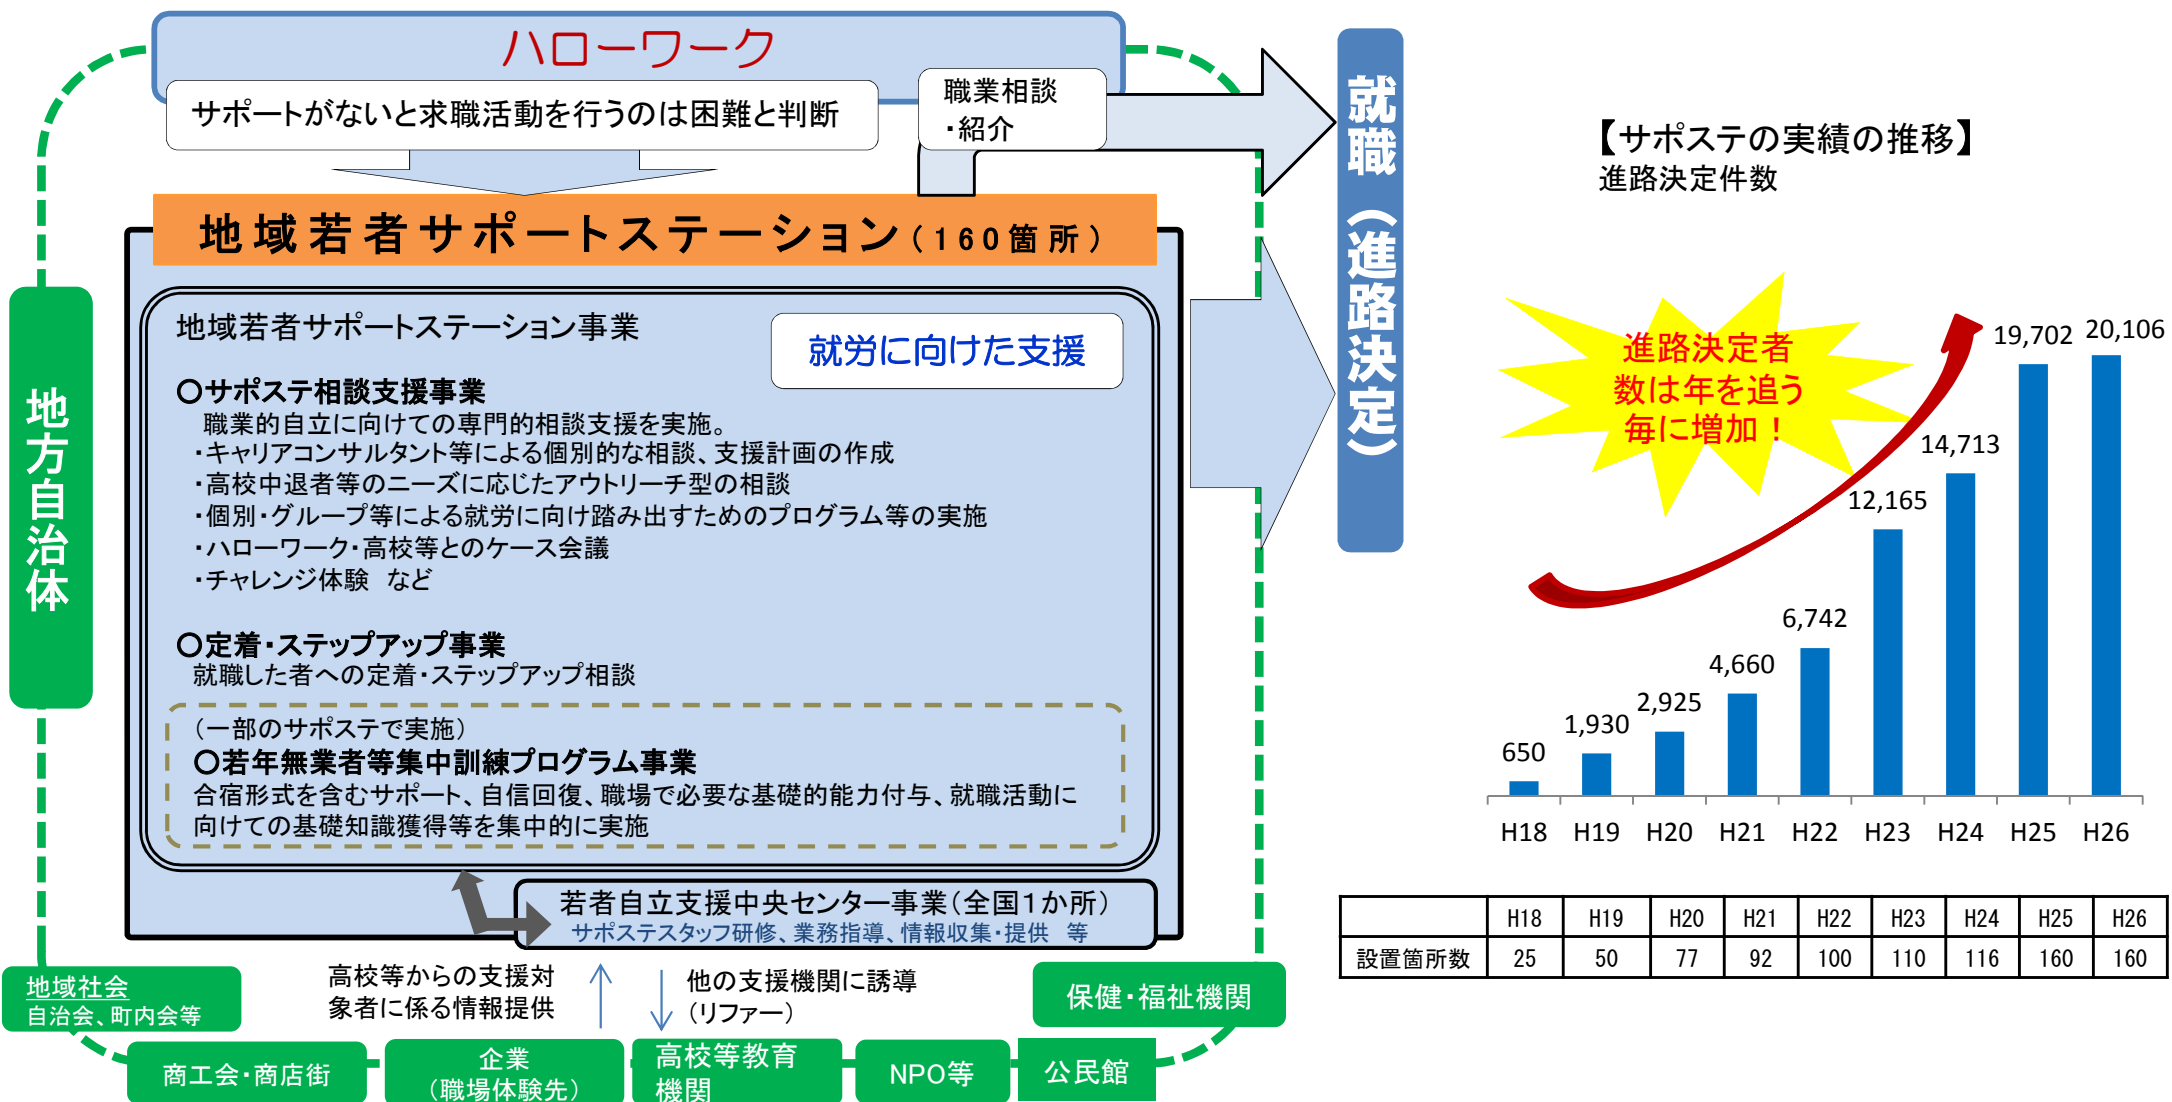 ハローワーク
サポートがないと求職活動を行うのは困難と判断
職業相談
・紹介
地域若者サポートステーション（160箇所）
地域若者サポートステーション事業
就労に向けた支援
○サポステ相談支援事業
職業的自立に向けての専門的相談支援を実施。
・キャリアコンサルタント等による個別的な相談、支援計画の作成
・高校中退者等のニーズに応じたアウトリーチ型の相談
・個別・グループ等による就労に向け踏み出すためのプログラム等の実施
・ハローワーク・高校等とのケース会議
・チャレンジ体験　など
○定着・ステップアップ事業
就職した者への定着・ステップアップ相談
（一部のサポステで実施）
○若年無業者等集中訓練プログラム事業
合宿形式を含むサポート、自信回復、職場で必要な基礎的能力付与、就職活動に
向けての基礎知識獲得等を集中的に実施
若者自立支援中央センター事業（全国１か所）
サポステスタッフ研修、業務指導、情報収集・提供　等
地方自治体
高校等からの支援対
象者に係る情報提供
他の支援機関に誘導
（リファー）
地域社会
自治会、町内会等
商工会・商店街
企業
（職場体験先）
高校等教育
機関
NPO等
公民館
保健・福祉機関
就職（進路決定）
【サポステの実績の推移】
進路決定件数
進路決定者
数は年を追う
毎に増加！
650
1,930
2,925
4,660
6,742
12,165
14,713
19,702
20,106
H18 H19 H20 H21 H22 H23 H24 H25 H26
H18 H19 H20 H21 H22 H23 H24 H25 H26
設置箇所数 25 50 77 92 100 110 116 160 160